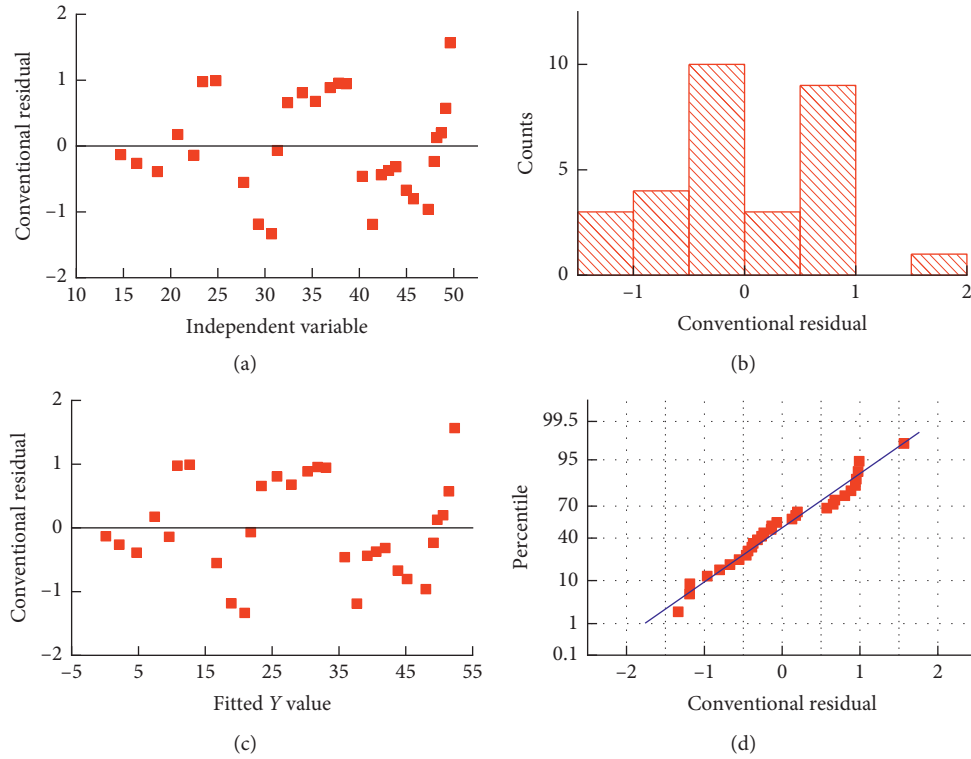 2
1
0
−1
−2
Conventional residual
10 15 20 25 30 35 40 45 50
Independent variable
(a)
10
5
0
Counts
−1 0 1 2
Conventional residual
(b)
2
1
0
−1
−2
Conventional residual
−5 5 15 25 35 45 55
Fitted Y value
(c)
99.5
95
70
40
10
1
0.1
Percentile
−2 −1 0 1 2
Conventional residual
(d)